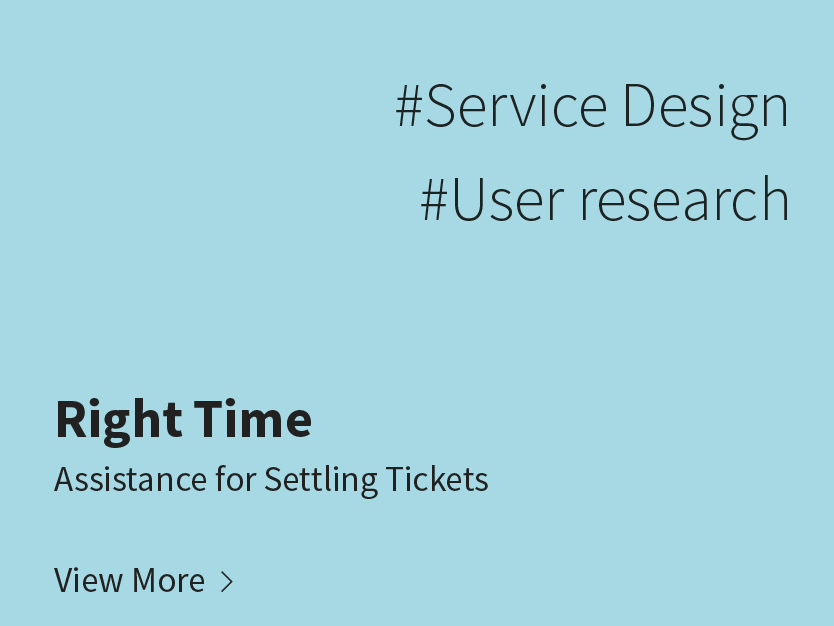 #Service Design
#User research
Right Time
Assistance for Settling Tickets
View More >